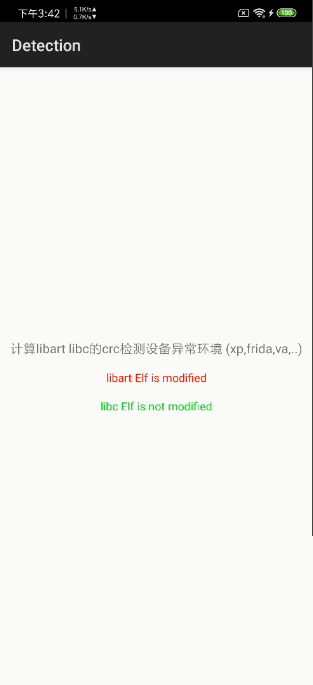 下午3:42
5.1K/s▲
0.7K/s▼
100
Detection
计算libart libc的crc检测设备异常环境 (xp,frida,va,..)
libart Elf is modified
libc Elf is not modified